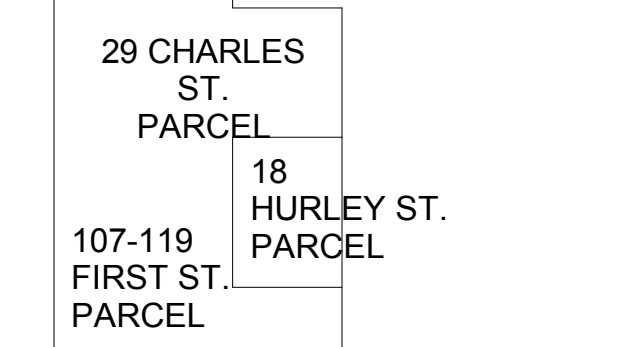 29 CHARLES
ST.
PARCEL
18
HURLEY ST.
PARCEL
107-119
FIRST ST.
PARCEL